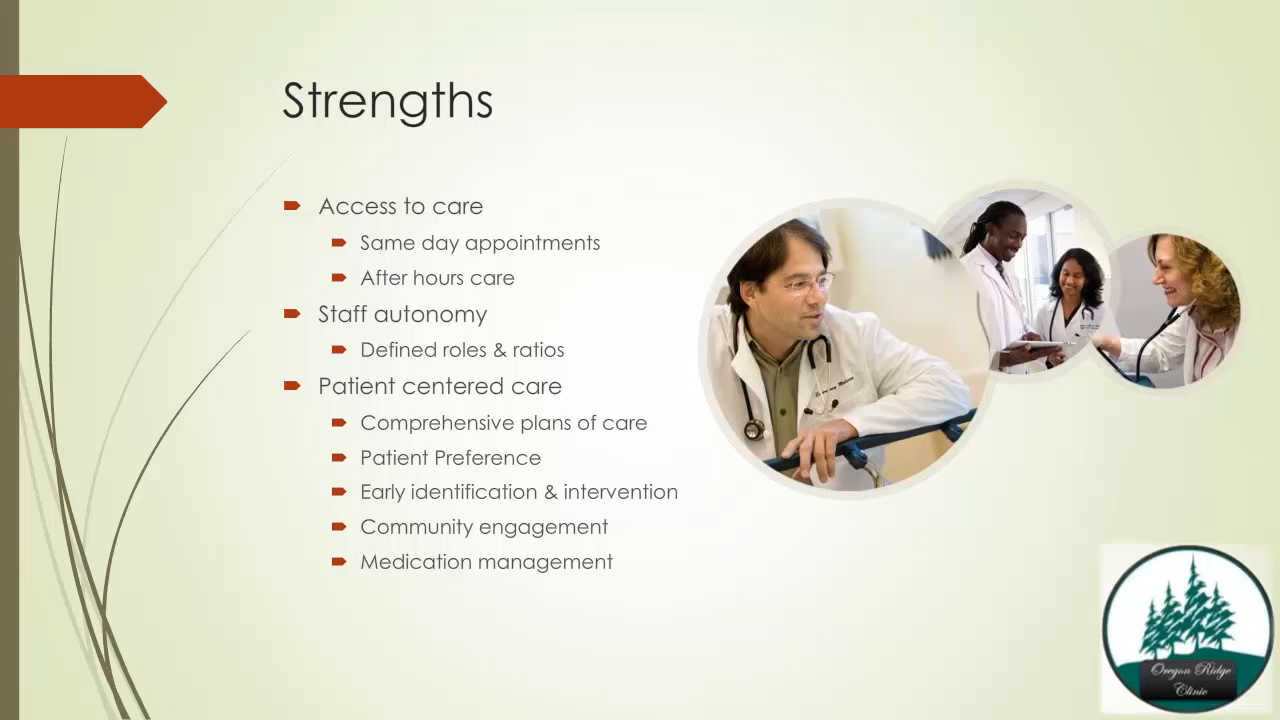 Strengths
Access to care
Same day appointments
After hours care
Staff autonomy
Defined roles & ratios
Patient centered care
Comprehensive plans of care
Patient Preference
Early identification & intervention
Community engagement
Medication management
Oregon Ridge
Clinic